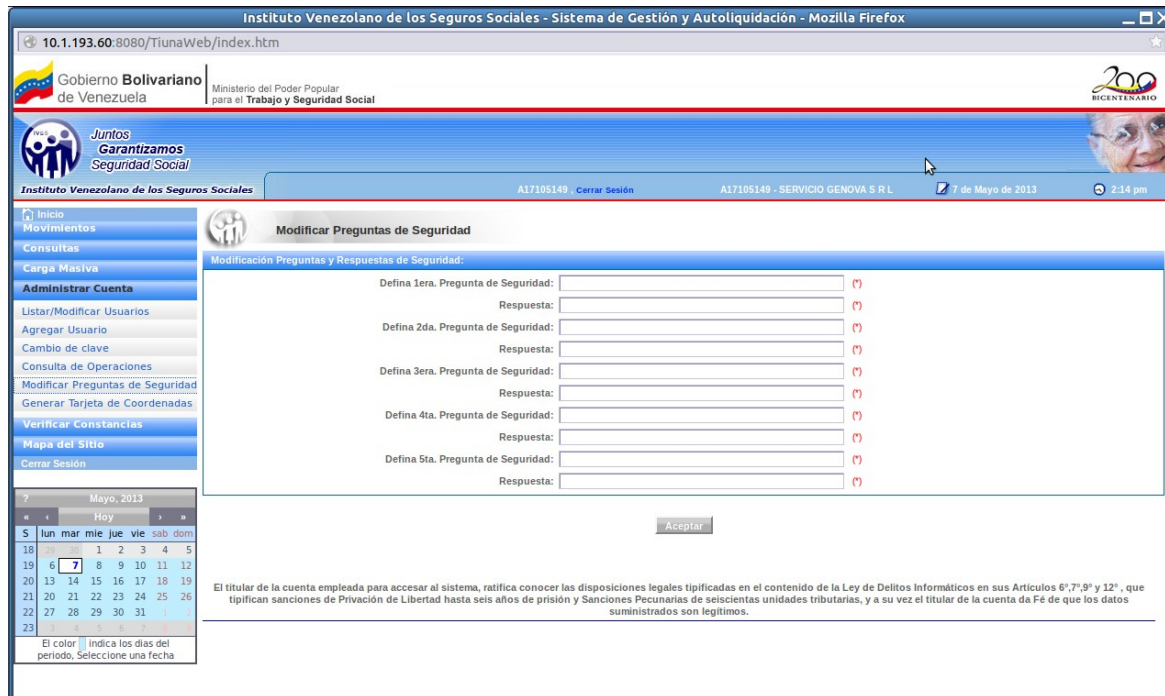 Instituto Venezolano de los Seguros Sociales - Sistema de Gestión y Autoliquidación - Mozilla Firefox
10.1.193.60:8080/TiunaWeb/index.htm
Gobierno Bolivariano
de Venezuela
Ministerio del Poder Popular
para el Trabajo y Seguridad Social
200
BICENTENARIO
IVSS
Juntos
Garantizamos
Seguridad Social
Instituto Venezolano de los Seguros Sociales
A17105149 , Cerrar Sesión
A17105149 - SERVICIO GENOVA S R L
7 de Mayo de 2013
2:14 pm
Inicio
Movimientos
Consultas
Carga Masiva
Administrar Cuenta
Listar/Modificar Usuarios
Agregar Usuario
Cambio de clave
Consulta de Operaciones
Modificar Preguntas de Seguridad
Generar Tarjeta de Coordenadas
Verificar Constancias
Mapa del Sitio
Cerrar Sesión
Modificar Preguntas de Seguridad
Modificación Preguntas y Respuestas de Seguridad:
Defina 1era. Pregunta de Seguridad: (*)
Respuesta: (*)
Defina 2da. Pregunta de Seguridad: (*)
Respuesta: (*)
Defina 3era. Pregunta de Seguridad: (*)
Respuesta: (*)
Defina 4ta. Pregunta de Seguridad: (*)
Respuesta: (*)
Defina 5ta. Pregunta de Seguridad: (*)
Respuesta: (*)
Aceptar
? Mayo, 2013
« ‹ Hoy › »
S lun mar mie jue vie sab dom
18 29 30 1 2 3 4 5
19 6 7 8 9 10 11 12
20 13 14 15 16 17 18 19
21 20 21 22 23 24 25 26
22 27 28 29 30 31 1 2
23 3 4 5 6 7 8 9
El color indica los dias del
periodo, Seleccione una fecha
El titular de la cuenta empleada para accesar al sistema, ratifica conocer las disposiciones legales tipificadas en el contenido de la Ley de Delitos Informáticos en sus Artículos 6°,7°,9° y 12° , que
tipifican sanciones de Privación de Libertad hasta seis años de prisión y Sanciones Pecunarias de seiscientas unidades tributarias, y a su vez el titular de la cuenta da Fé de que los datos
suministrados son legítimos.